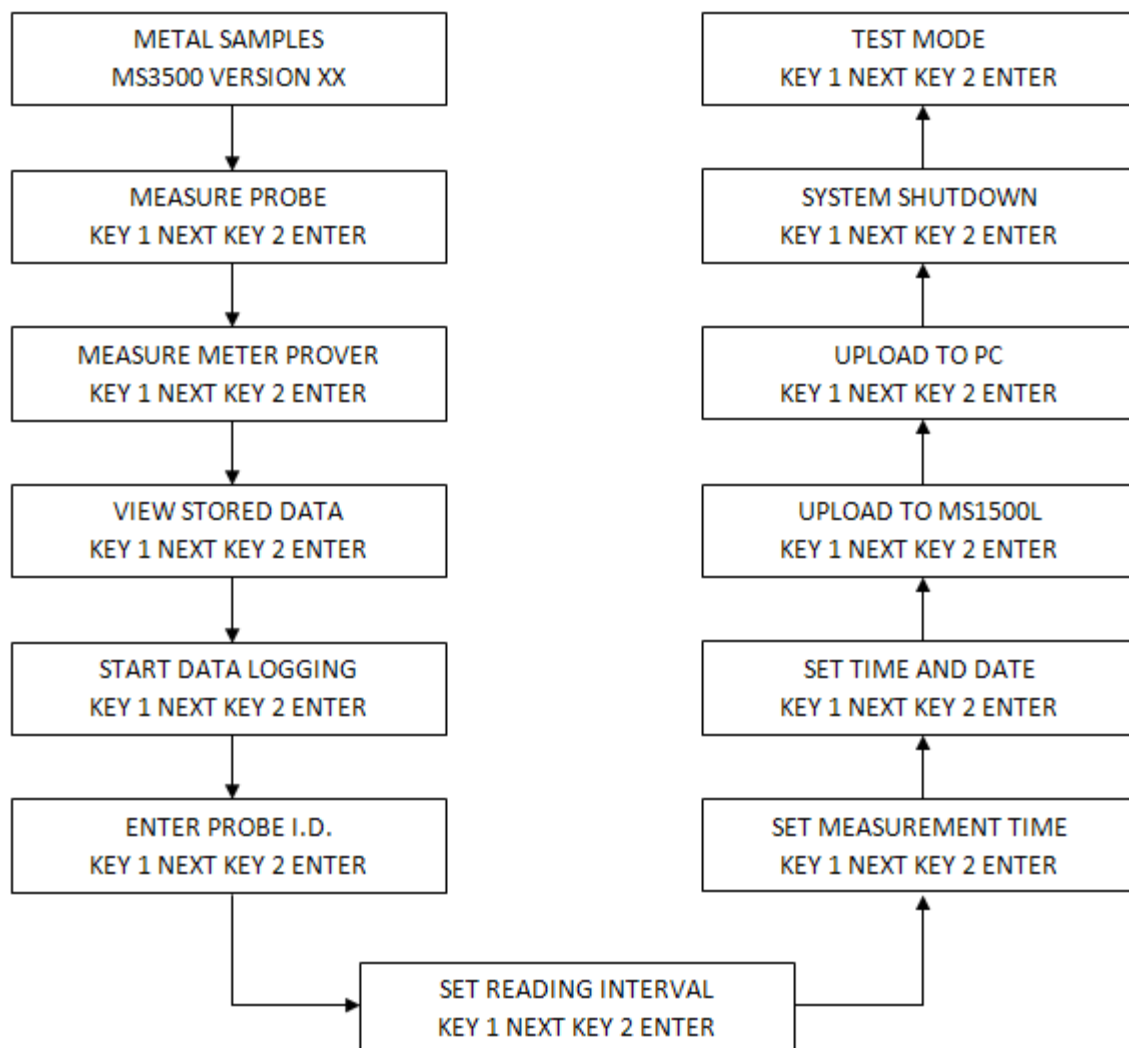 METAL SAMPLES
MS3500 VERSION XX
MEASURE PROBE
KEY 1 NEXT KEY 2 ENTER
MEASURE METER PROVER
KEY 1 NEXT KEY 2 ENTER
VIEW STORED DATA
KEY 1 NEXT KEY 2 ENTER
START DATA LOGGING
KEY 1 NEXT KEY 2 ENTER
ENTER PROBE I.D.
KEY 1 NEXT KEY 2 ENTER
SET READING INTERVAL
KEY 1 NEXT KEY 2 ENTER
SET MEASUREMENT TIME
KEY 1 NEXT KEY 2 ENTER
SET TIME AND DATE
KEY 1 NEXT KEY 2 ENTER
UPLOAD TO MS1500L
KEY 1 NEXT KEY 2 ENTER
UPLOAD TO PC
KEY 1 NEXT KEY 2 ENTER
SYSTEM SHUTDOWN
KEY 1 NEXT KEY 2 ENTER
TEST MODE
KEY 1 NEXT KEY 2 ENTER